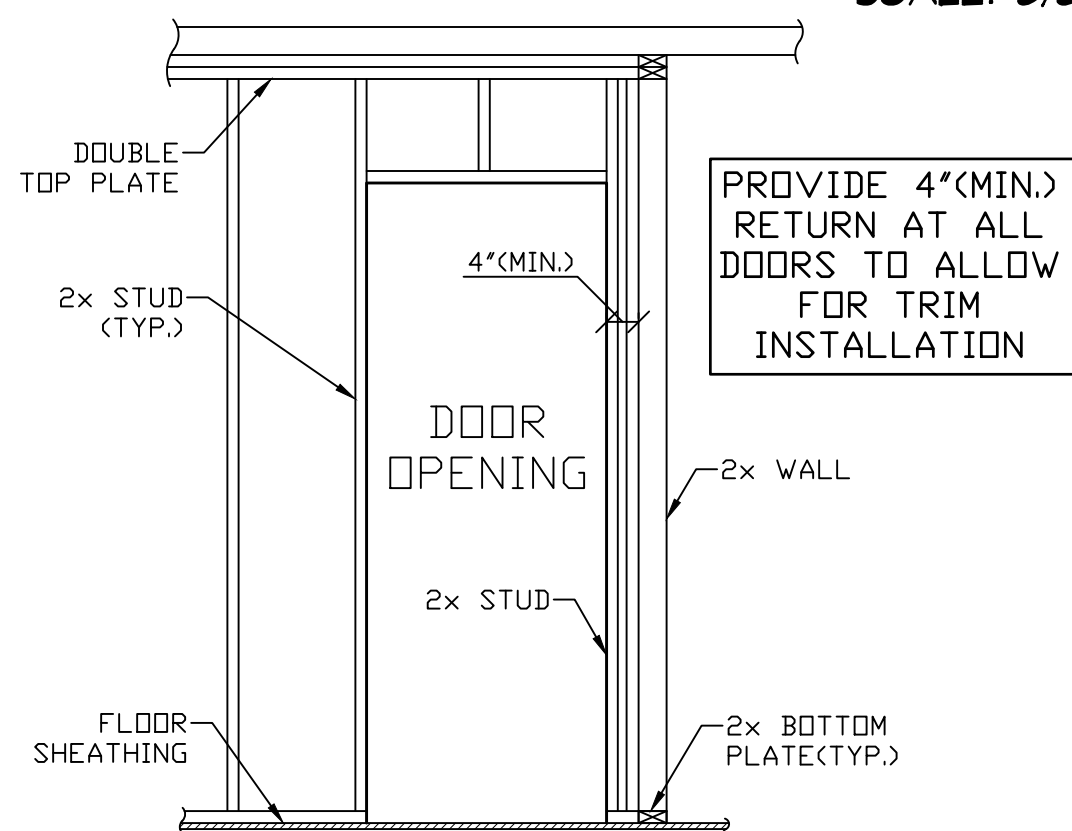 DOUBLE
TOP PLATE
PROVIDE 4"(MIN.)
RETURN AT ALL
DOORS TO ALLOW
FOR TRIM
INSTALLATION
4"(MIN.)
2x STUD
(TYP.)
DOOR
OPENING
2x WALL
2x STUD
FLOOR
SHEATHING
2x BOTTOM
PLATE(TYP.)